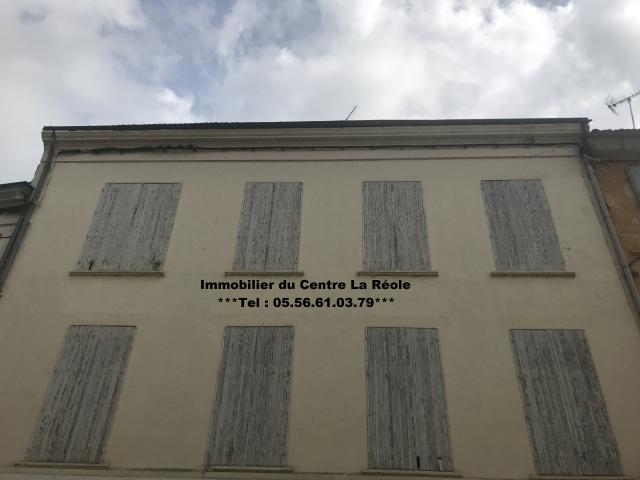 Immobilier du Centre La Réole
***Tel : 05.56.61.03.79***